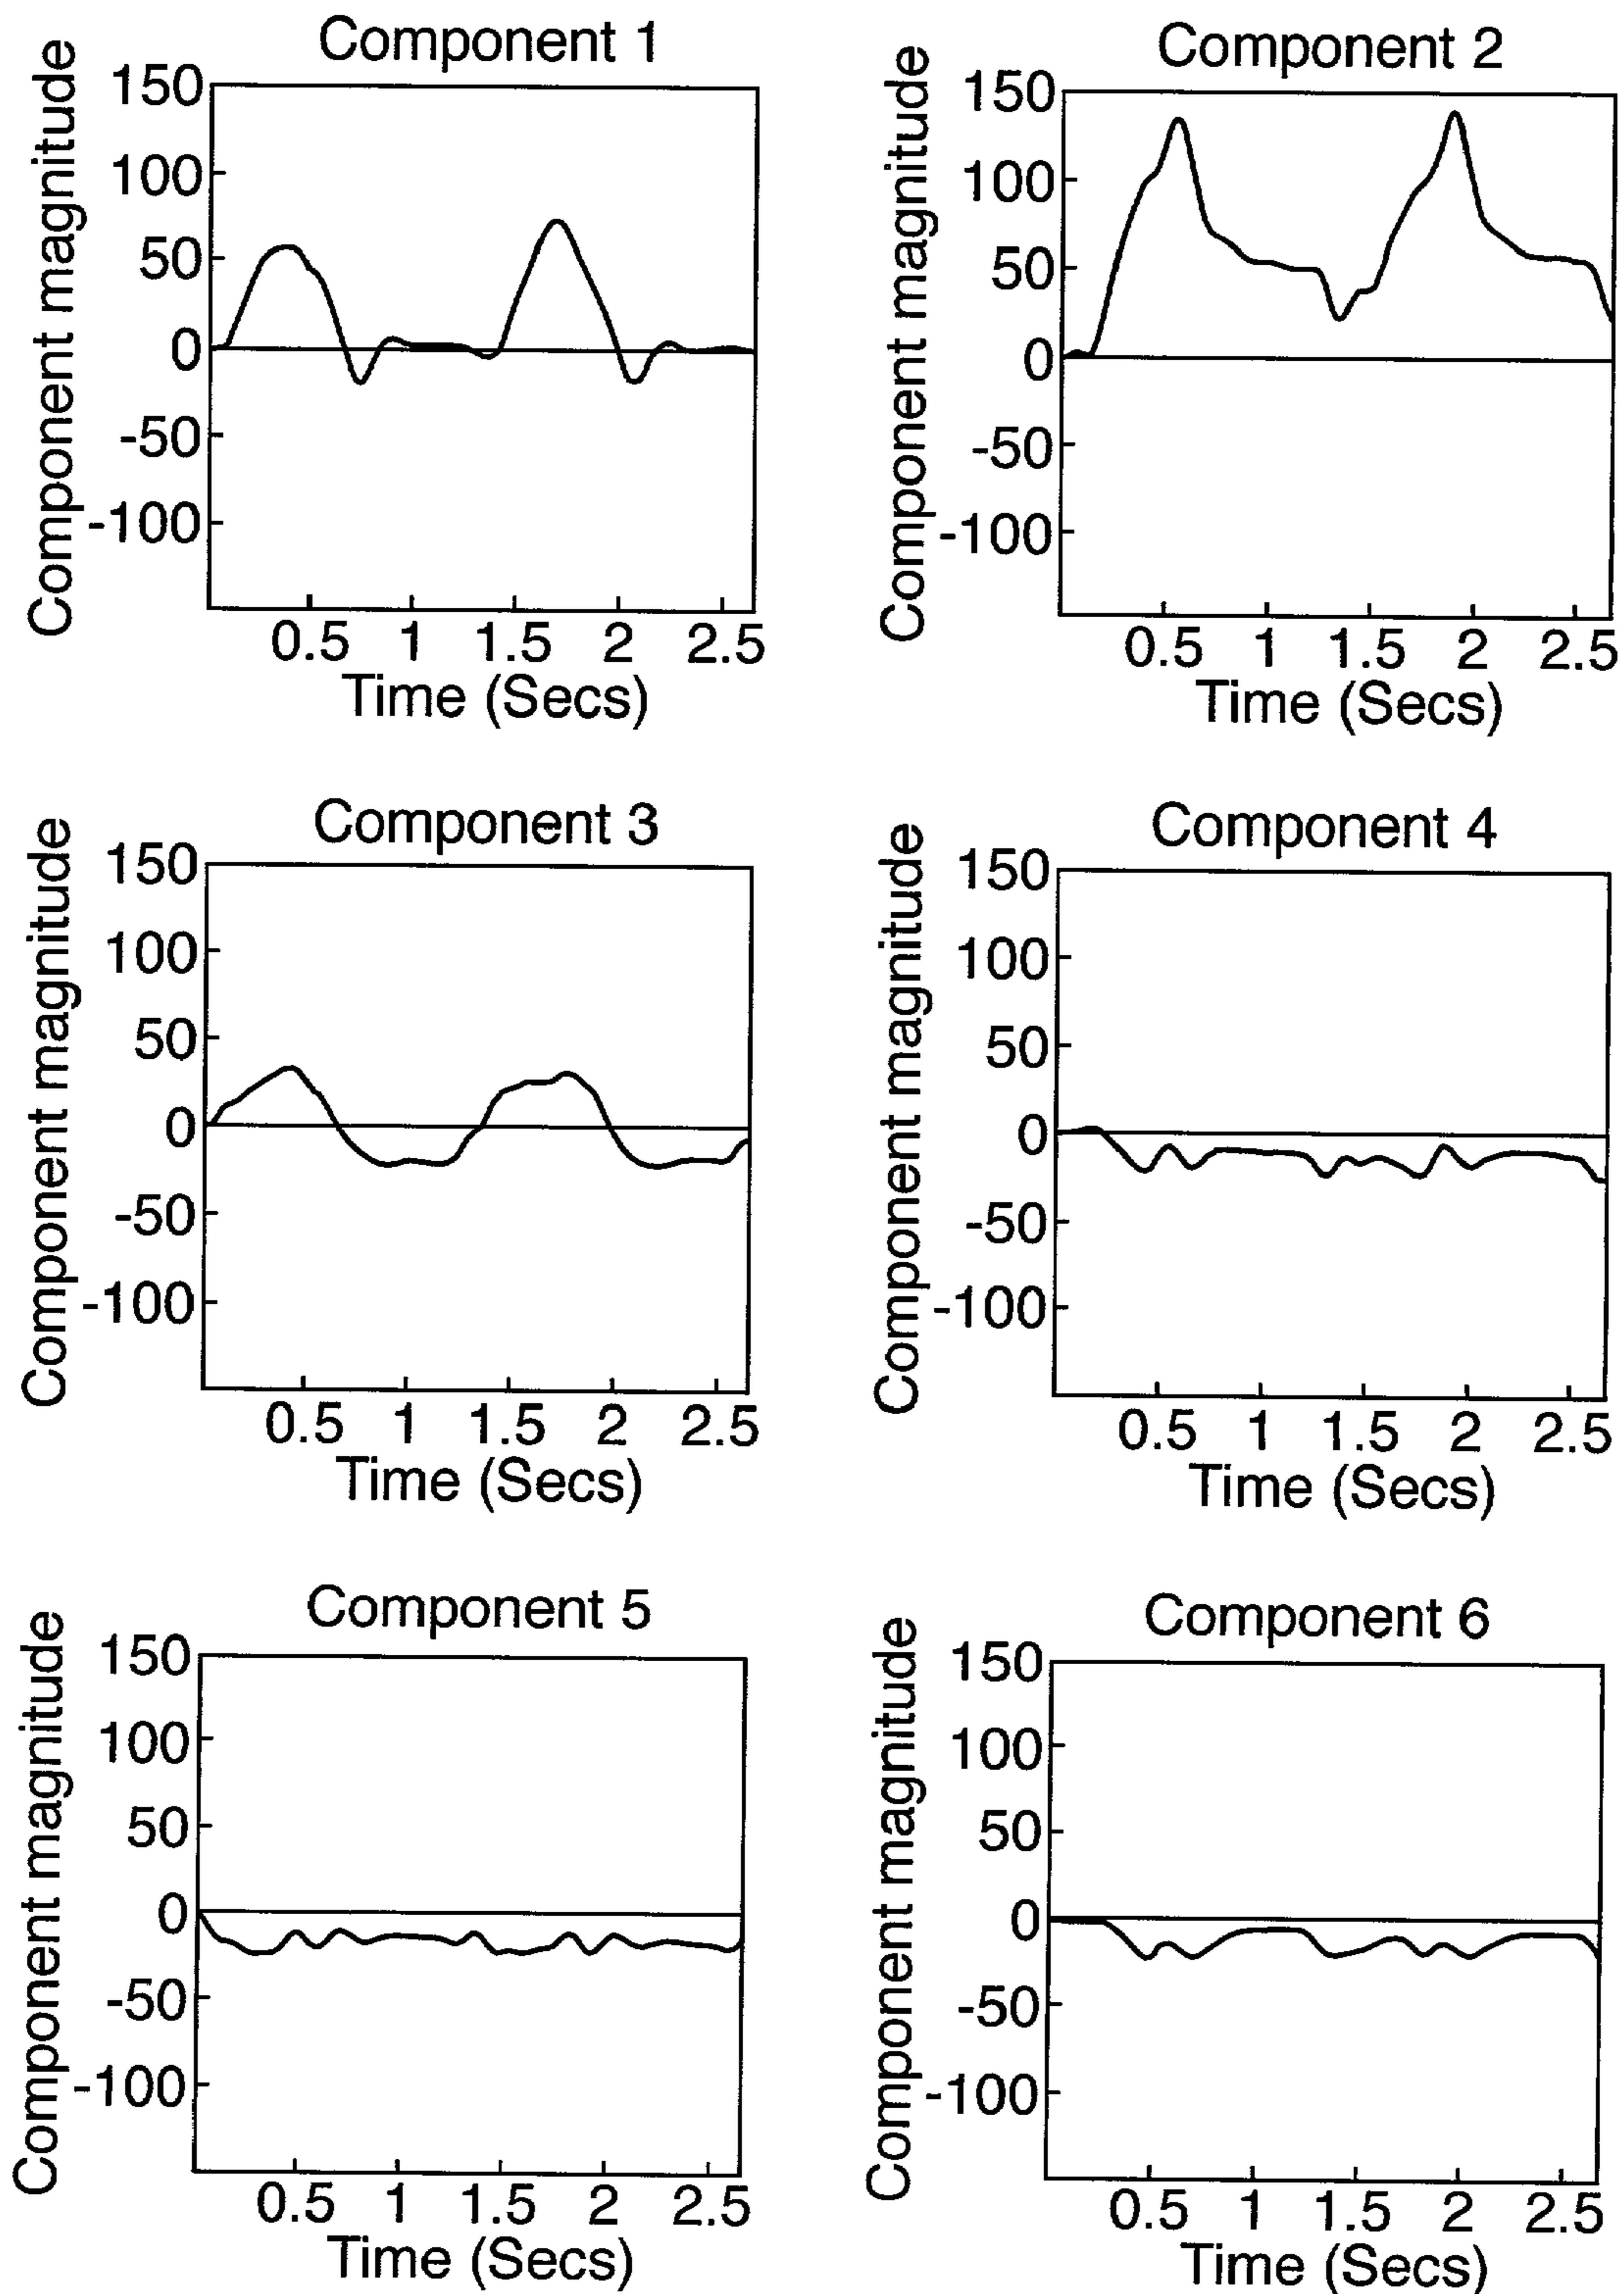 Component 1
Component magnitude
150
100
50
0
-50
-100
0.5 1 1.5 2 2.5
Time (Secs)
Component 2
Component magnitude
150
100
50
0
-50
-100
0.5 1 1.5 2 2.5
Time (Secs)
Component 3
Component magnitude
150
100
50
0
-50
-100
0.5 1 1.5 2 2.5
Time (Secs)
Component 4
Component magnitude
150
100
50
0
-50
-100
0.5 1 1.5 2 2.5
Time (Secs)
Component 5
Component magnitude
150
100
50
0
-50
-100
0.5 1 1.5 2 2.5
Time (Secs)
Component 6
Component magnitude
150
100
50
0
-50
-100
0.5 1 1.5 2 2.5
Time (Secs)